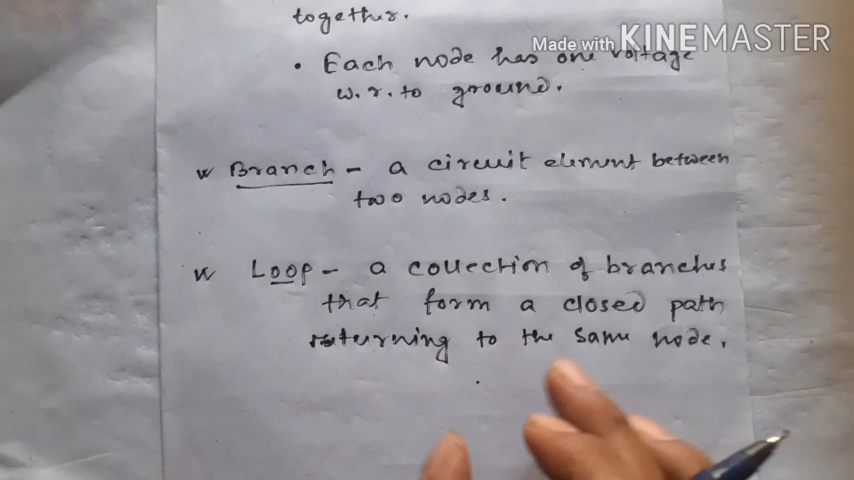 together.
Made with KINEMASTER
• Each node has one voltage
w.r.to ground.
Branch - a circuit element between
two nodes.
Loop - a collection of branches
that form a closed path
returning to the same node.